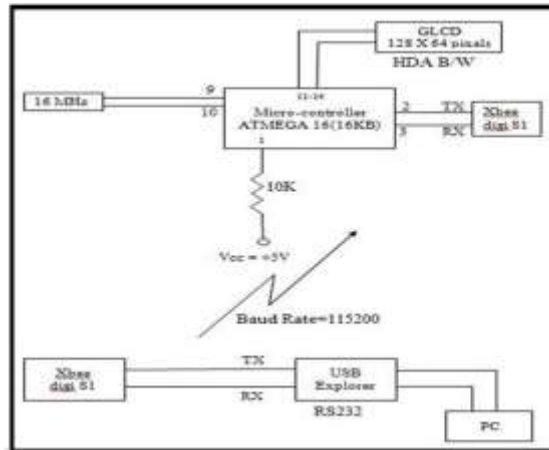 GLCD
128 X 64 pixals
HDA B/W
16 MHz
9
10
11-14
Micro-controller
ATMEGA 16(16KB)
1
2 TX
3 RX
Xbee
digi S1
10K
Vcc = +5V
Baud Rate=115200
Xbee
digi S1
TX
RX
USB
Explorer
RS232
PC